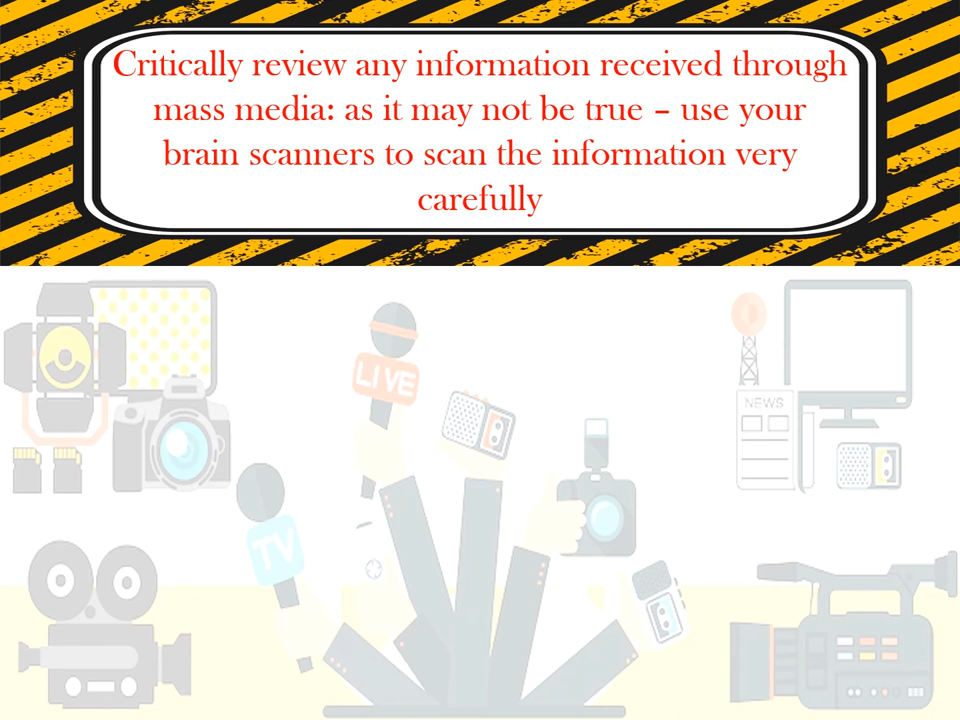 Critically review any information received through
mass media: as it may not be true – use your
brain scanners to scan the information very
carefully
LIVE
NEWS
TV